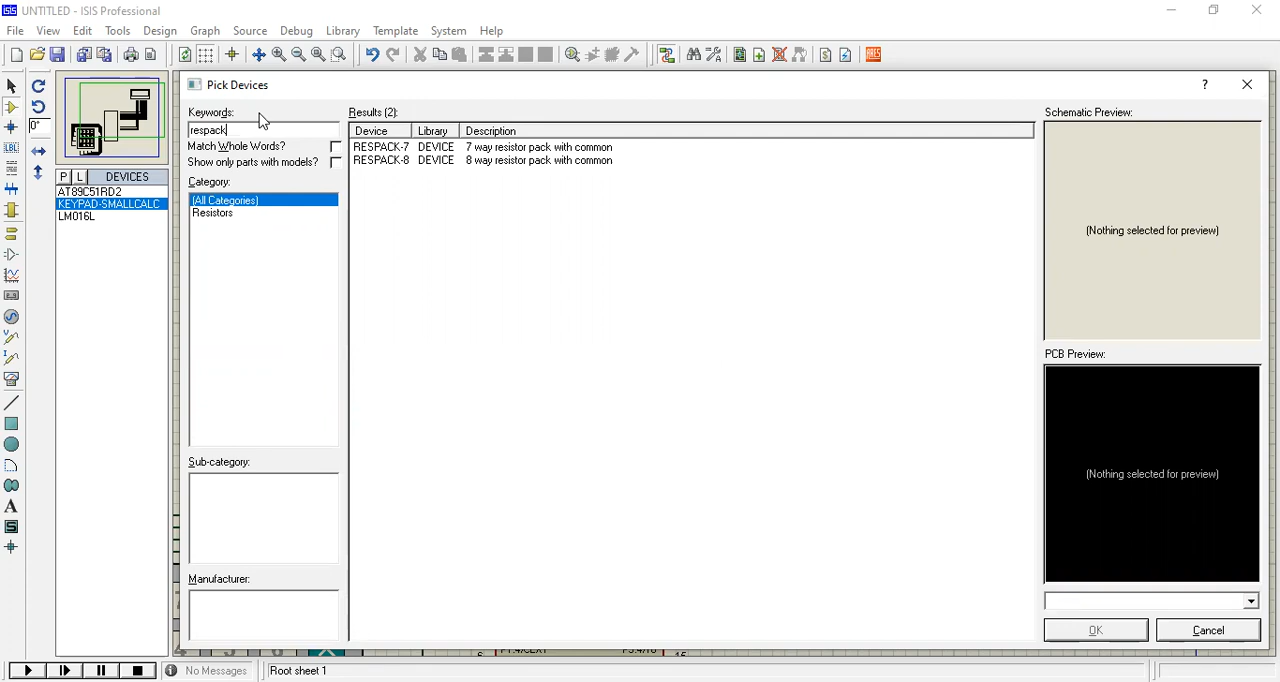 ISIS UNTITLED - ISIS Professional
File View Edit Tools Design Graph Source Debug Library Template System Help
ARES
Pick Devices ?
0°
LBL
P L DEVICES
AT89C51RD2
KEYPAD-SMALLCALC
LM016L
Keywords:
respack
Match Whole Words?
Show only parts with models?
Category:
(All Categories)
Resistors
Sub-category:
Manufacturer:
Results (2):
Device Library Description
RESPACK-7 DEVICE 7 way resistor pack with common
RESPACK-8 DEVICE 8 way resistor pack with common
Schematic Preview:
(Nothing selected for preview)
PCB Preview:
(Nothing selected for preview)
OK Cancel
No Messages Root sheet 1